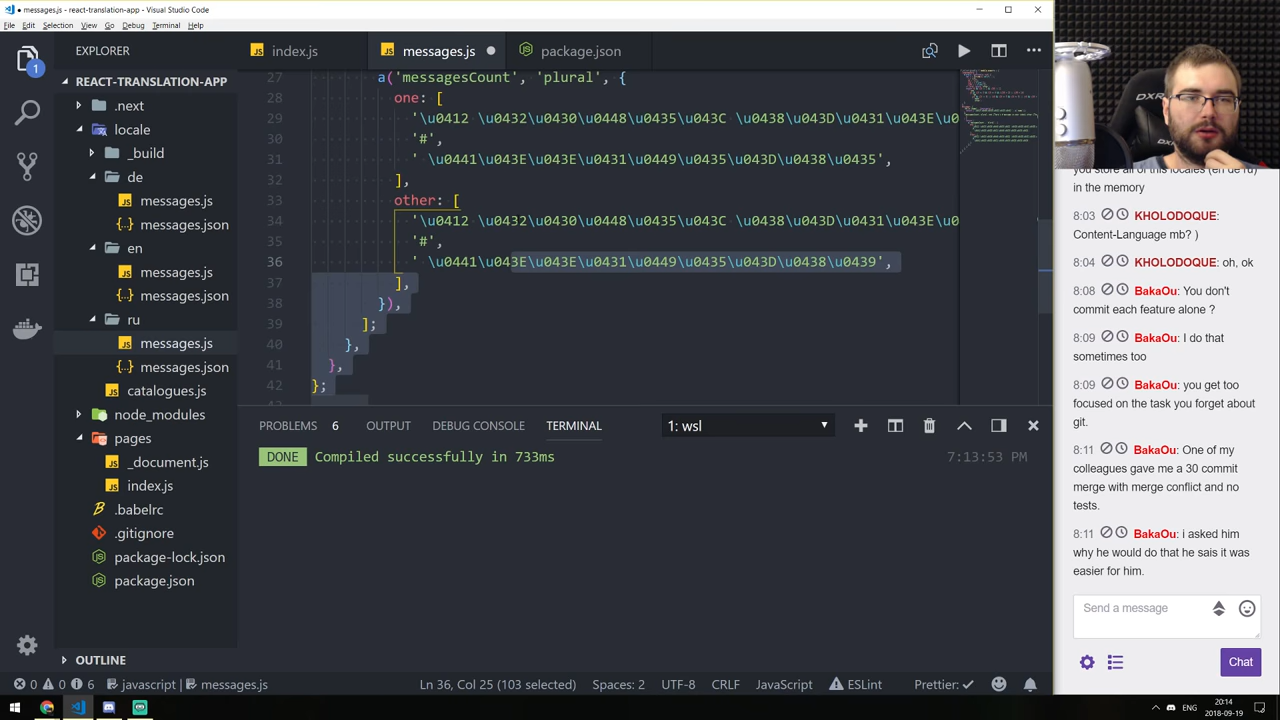 messages.js - react-translation-app - Visual Studio Code
File Edit Selection View Go Debug Terminal Help
EXPLORER
index.js
messages.js
package.json
REACT-TRANSLATION-APP
.next
locale
_build
de
messages.js
messages.json
en
messages.js
messages.json
ru
messages.js
messages.json
catalogues.js
node_modules
pages
_document.js
index.js
.babelrc
.gitignore
package-lock.json
package.json
OUTLINE
1
27 a('messagesCount', 'plural', {
28 one: [
29 '\u0412 \u0432\u0430\u0448\u0435\u043C \u0438\u043D\u0431\u043E\u0
30 '#',
31 ' \u0441\u043E\u043E\u0431\u0449\u0435\u043D\u0438\u0435',
32 ],
33 other: [
34 '\u0412 \u0432\u0430\u0448\u0435\u043C \u0438\u043D\u0431\u043E\u0
35 '#',
36 ' \u0441\u043E\u043E\u0431\u0449\u0435\u043D\u0438\u0439',
37 ],
38 }),
39 ];
40 },
41 },
42 };
PROBLEMS 6 OUTPUT DEBUG CONSOLE TERMINAL 1: wsl
DONE Compiled successfully in 733ms 7:13:53 PM
0 0 6 javascript | messages.js Ln 36, Col 25 (103 selected) Spaces: 2 UTF-8 CRLF JavaScript ESLint Prettier: ✓
DXR
you store all of this locales (en de ru)
in the memory
8:03 KHOLODOQUE:
Content-Language mb? )
8:04 KHOLODOQUE: oh, ok
8:08 BakaOu: You don't
commit each feature alone ?
8:09 BakaOu: I do that
sometimes too
8:09 BakaOu: you get too
focused on the task you forget about
git.
8:11 BakaOu: One of my
colleagues gave me a 30 commit
merge with merge conflict and no
tests.
8:11 BakaOu: i asked him
why he would do that he sais it was
easier for him.
Send a message
Chat
ENG
20:14
2018-09-19